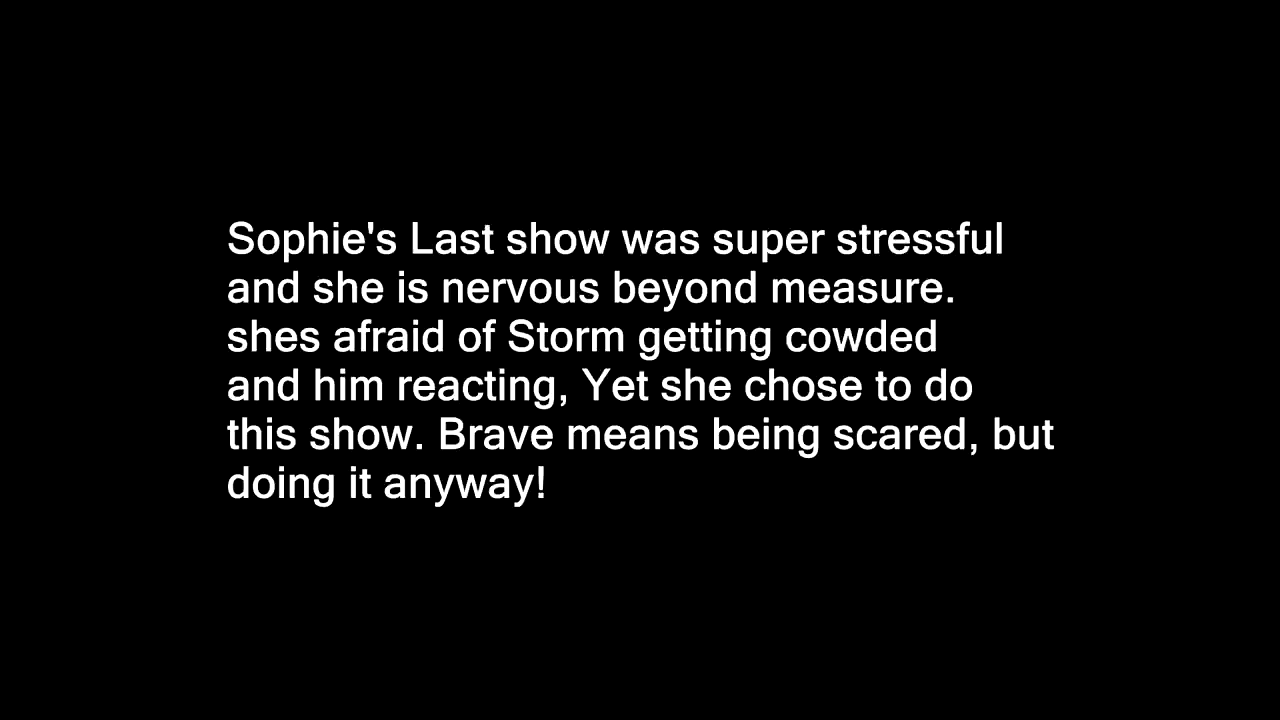 Sophie's Last show was super stressful
and she is nervous beyond measure.
shes afraid of Storm getting cowded
and him reacting, Yet she chose to do
this show. Brave means being scared, but
doing it anyway!